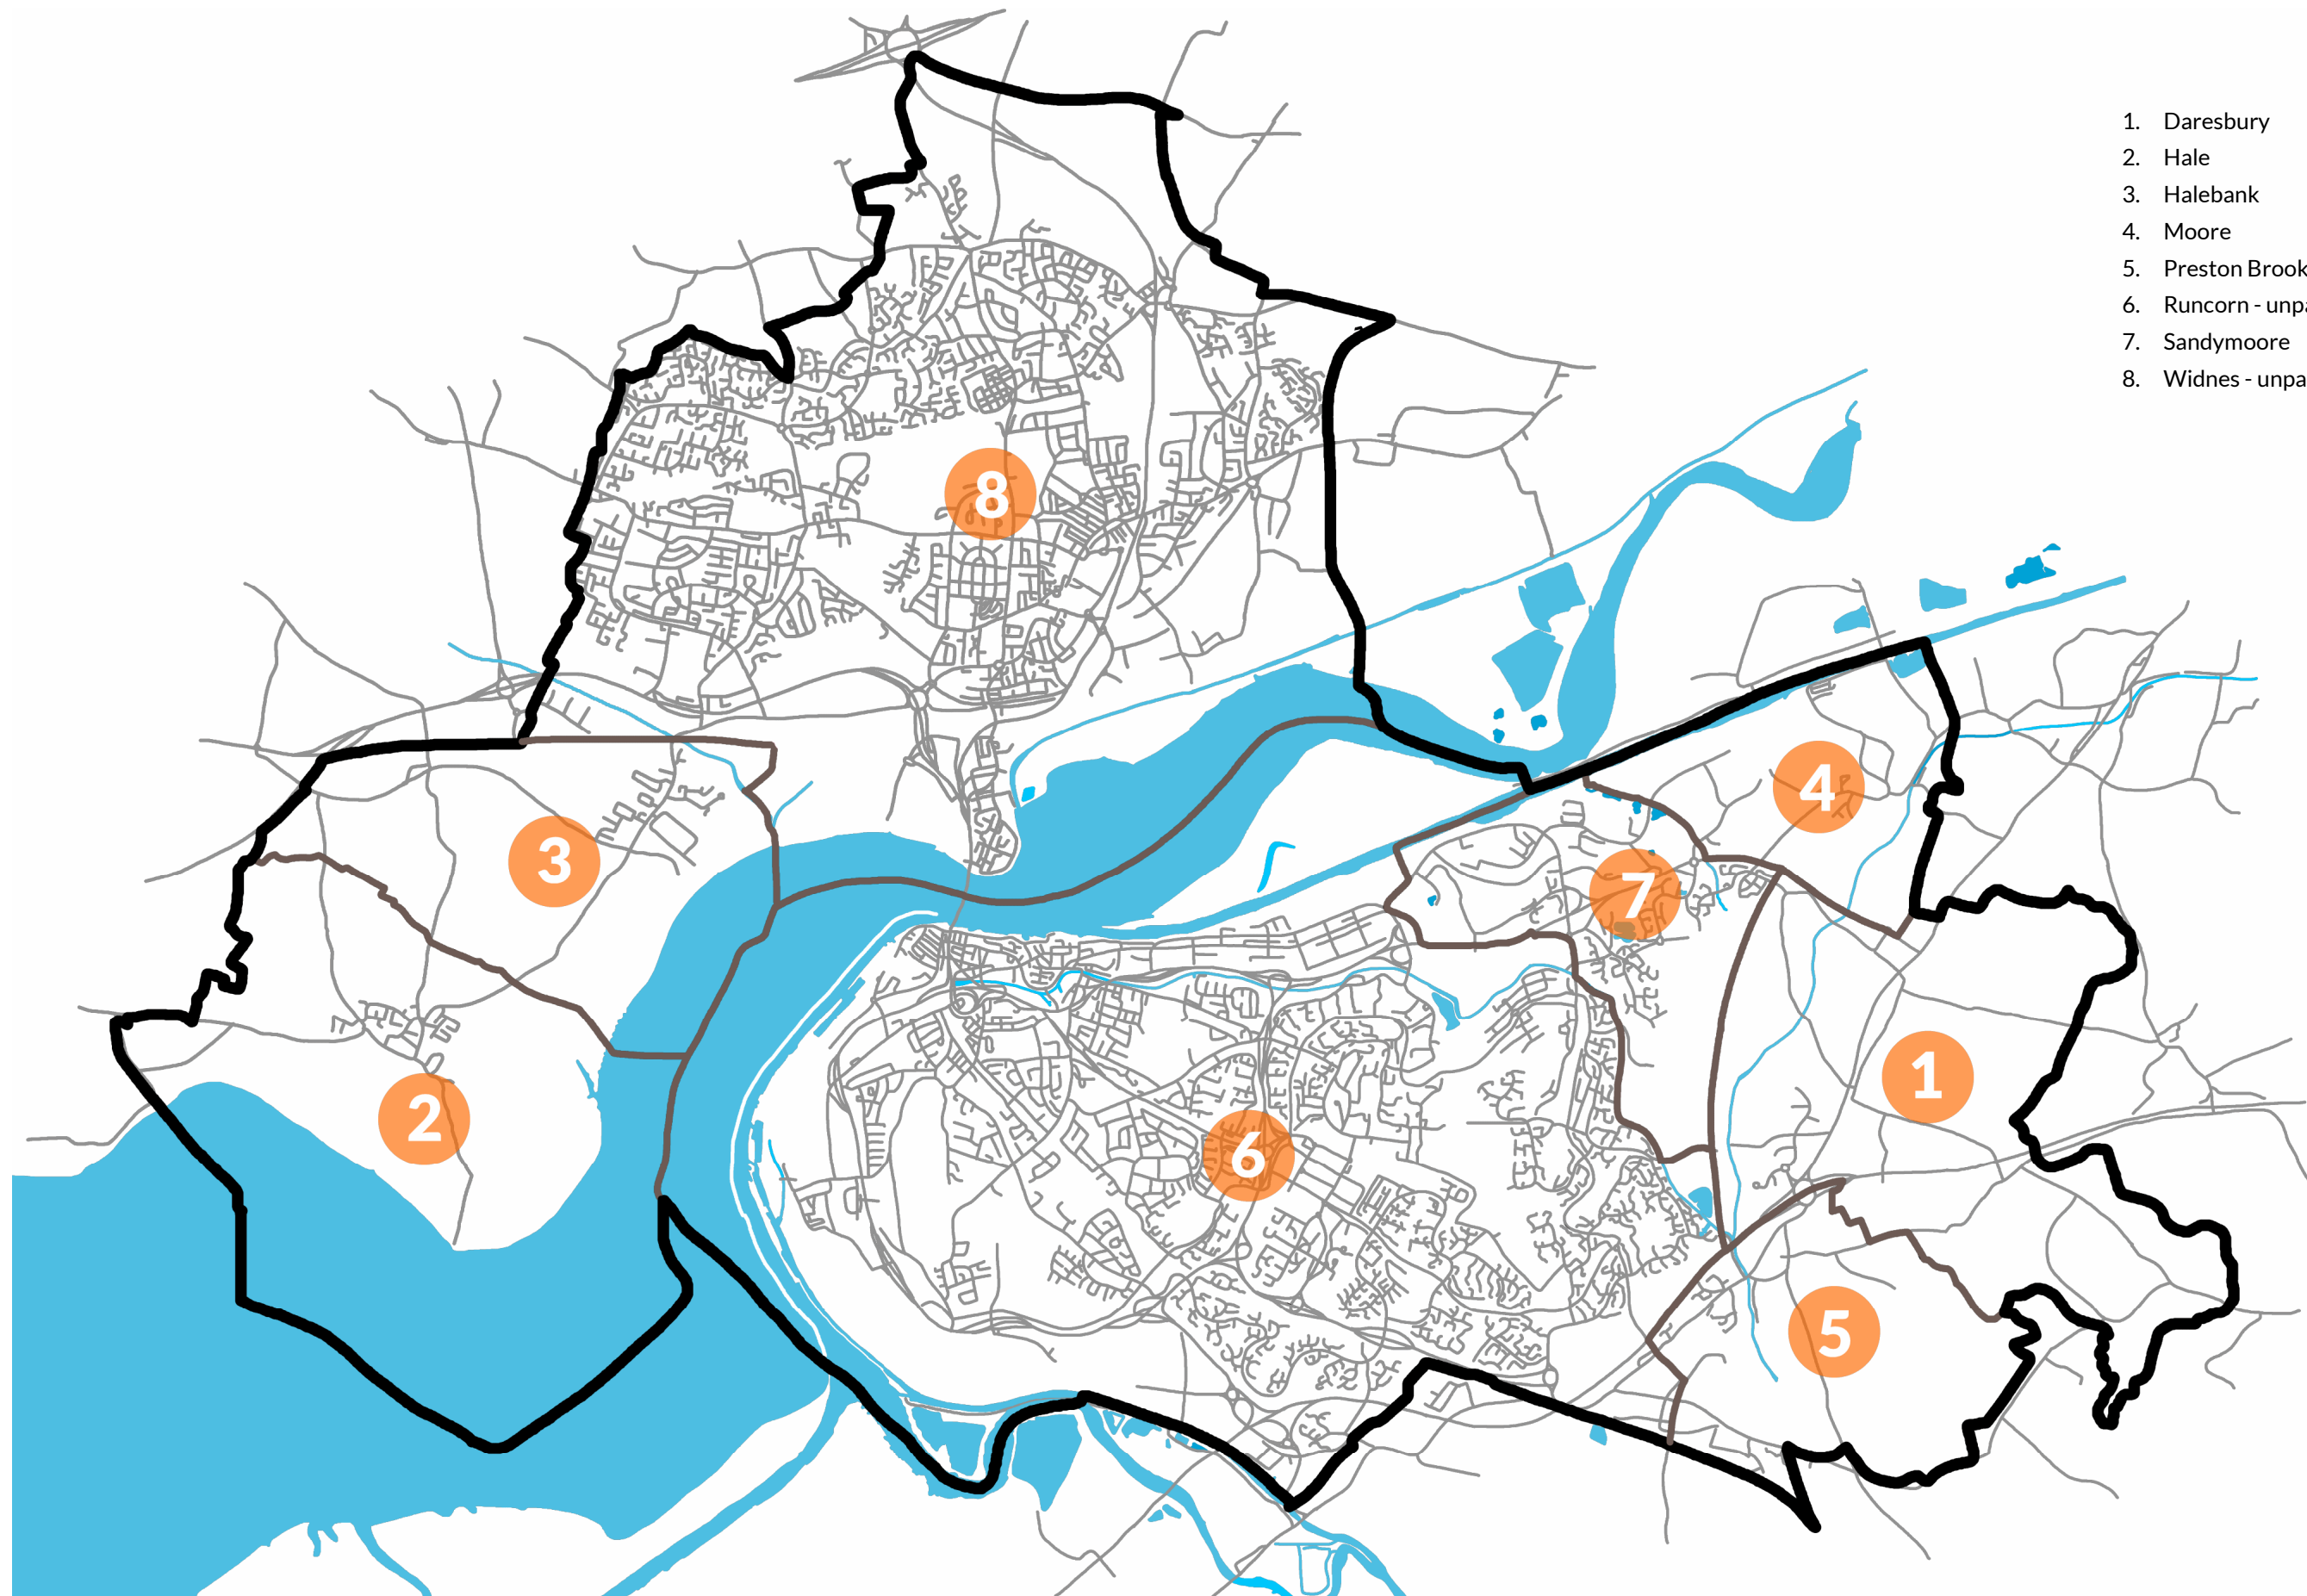 1. Daresbury
2. Hale
3. Halebank
4. Moore
5. Preston Brook
6. Runcorn - unpa
7. Sandymoore
8. Widnes - unpa
8
4
3
7
1
2
6
5